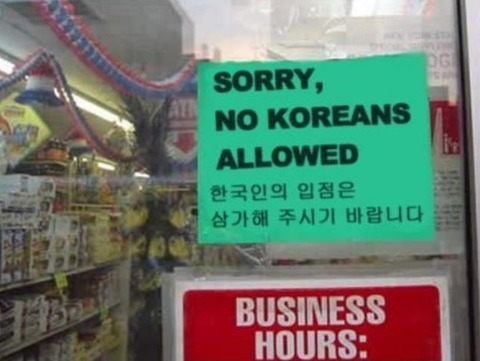 SORRY,
NO KOREANS
ALLOWED
한국인의 입점은
삼가해 주시기 바랍니다
BUSINESS
HOURS: